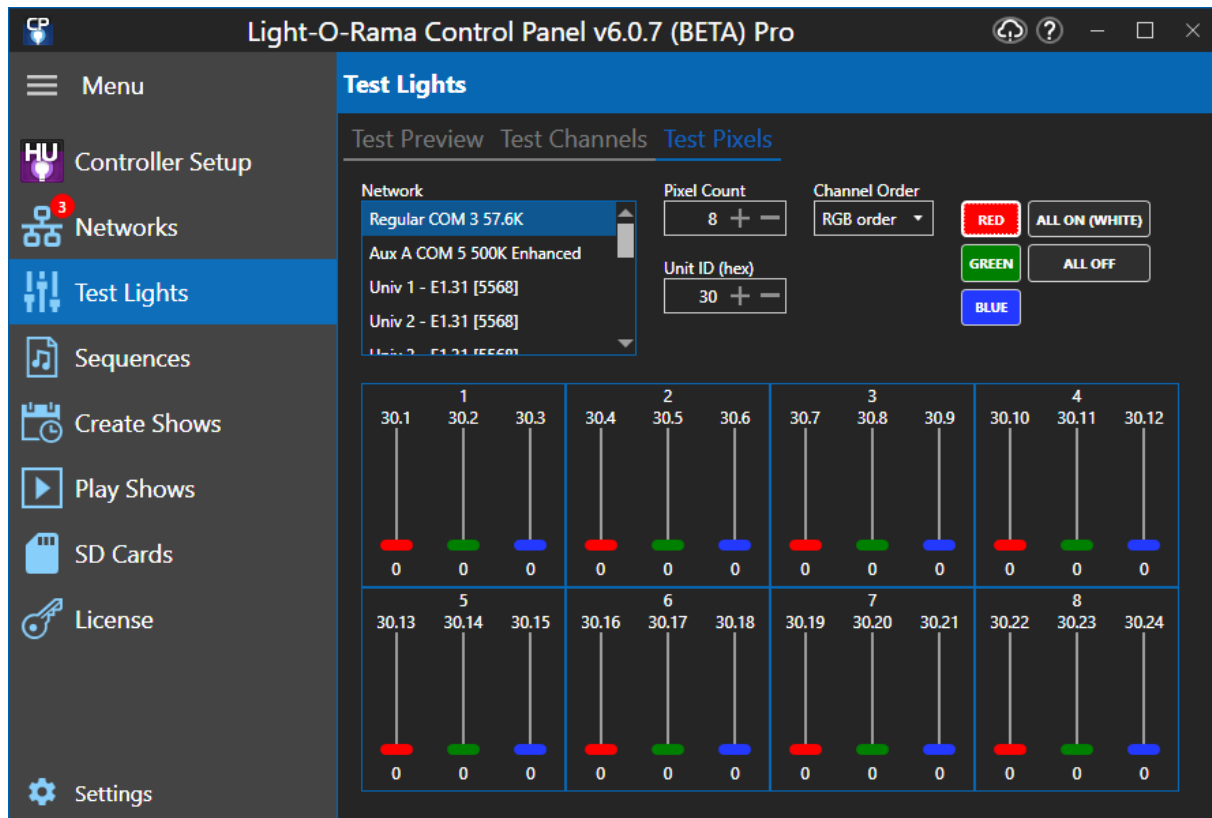 CP
Light-O-Rama Control Panel v6.0.7 (BETA) Pro
?
Menu
HU
Controller Setup
3
Networks
Test Lights
Sequences
Create Shows
Play Shows
SD Cards
License
Settings
Test Lights
Test Preview Test Channels Test Pixels
Network
Regular COM 3 57.6K
Aux A COM 5 500K Enhanced
Univ 1 - E1.31 [5568]
Univ 2 - E1.31 [5568]
Univ 3 - E1.31 [5568]
Pixel Count
8
Unit ID (hex)
30
Channel Order
RGB order
RED ALL ON (WHITE)
GREEN ALL OFF
BLUE
1 2 3 4
30.1 30.2 30.3 30.4 30.5 30.6 30.7 30.8 30.9 30.10 30.11 30.12
0 0 0 0 0 0 0 0 0 0 0 0
5 6 7 8
30.13 30.14 30.15 30.16 30.17 30.18 30.19 30.20 30.21 30.22 30.23 30.24
0 0 0 0 0 0 0 0 0 0 0 0